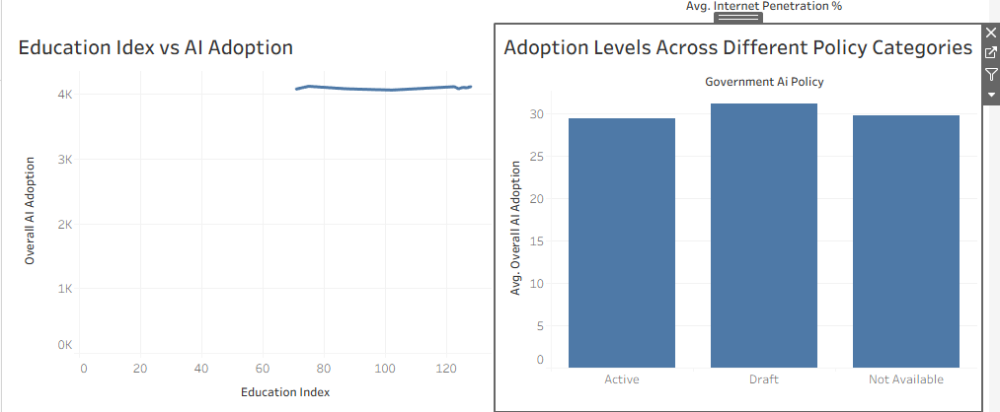 Avg. Internet Penetration %
Education Idex vs AI Adoption
4K
3K
2K
1K
0K
Overall AI Adoption
0 20 40 60 80 100 120
Education Index
Adoption Levels Across Different Policy Categories
Government Ai Policy
30
25
20
15
10
5
0
Avg. Overall AI Adoption
Active Draft Not Available